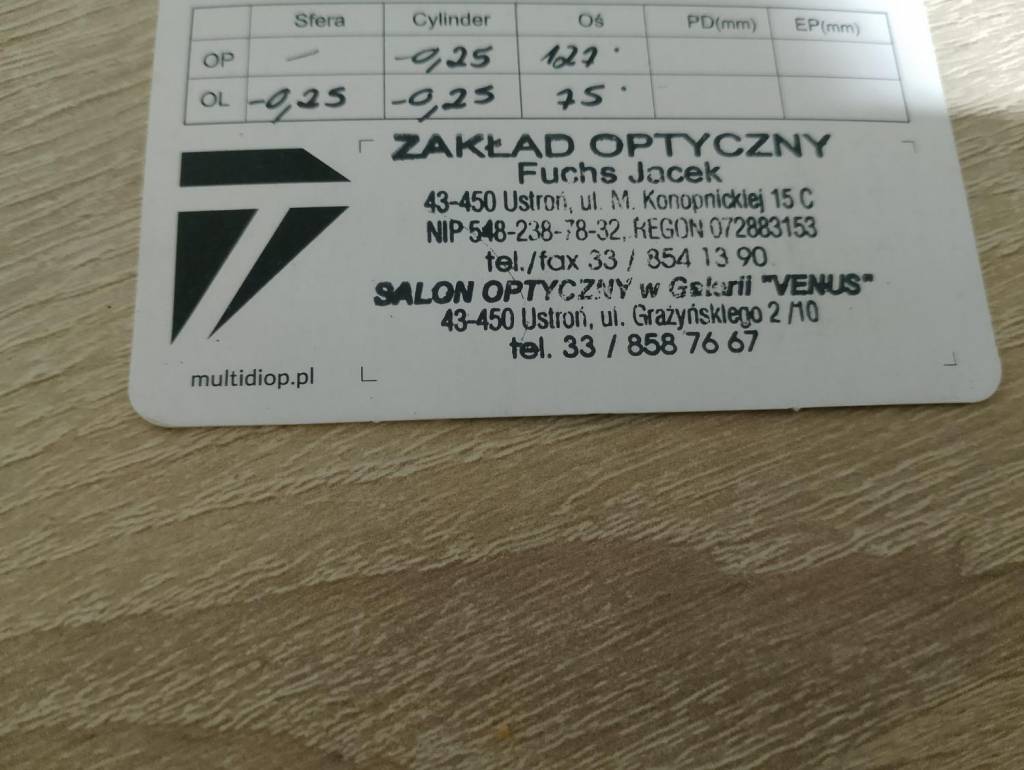 Sfera Cylinder Oś PD(mm) EP(mm)
OP — -0,25 127°
OL -0,25 -0,25 75°
ZAKŁAD OPTYCZNY
Fuchs Jacek
43-450 Ustroń, ul. M. Konopnickiej 15 C
NIP 548-238-78-32, REGON 072883153
tel./fax 33 / 854 13 90
SALON OPTYCZNY w Galerii "VENUS"
43-450 Ustroń, ul. Grażyńskiego 2 /10
tel. 33 / 858 76 67
multidiop.pl